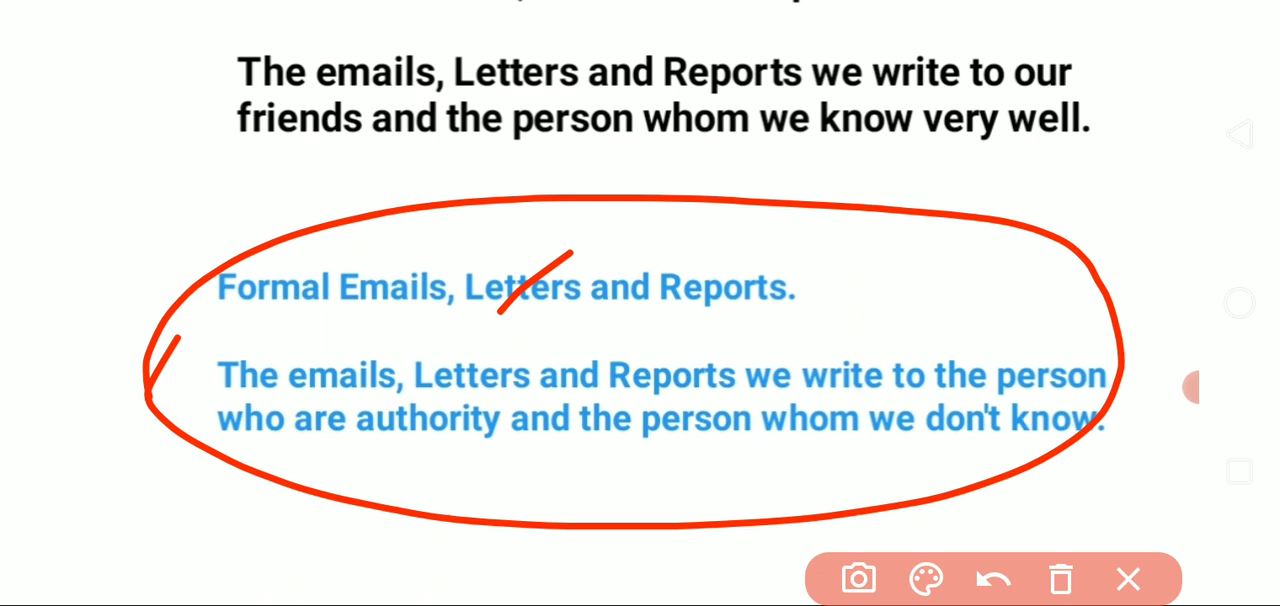 The emails, Letters and Reports we write to our
friends and the person whom we know very well.
Formal Emails, Letters and Reports.
The emails, Letters and Reports we write to the person
who are authority and the person whom we don't know.